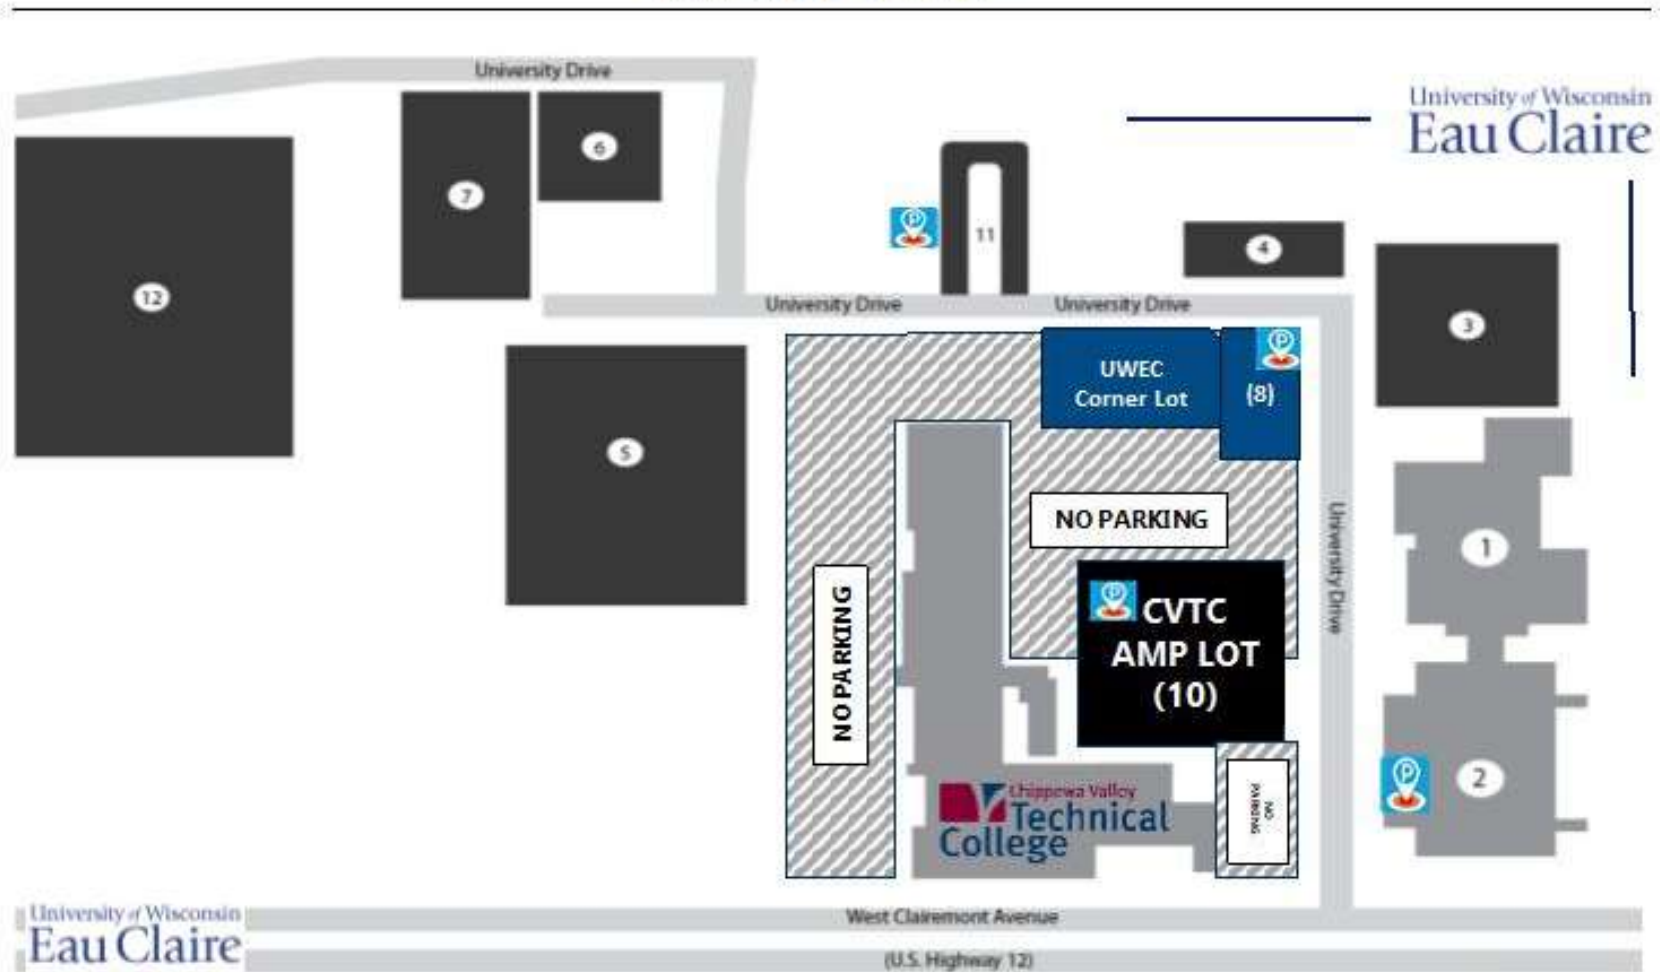 University Drive
University of Wisconsin
Eau Claire
6
7
11
4
12
University Drive
University Drive
3
UWEC
Corner Lot
(8)
5
NO PARKING
University Drive
1
NO PARKING
CVTC
AMP LOT
(10)
2
NO
PARKING
Chippewa Valley
Technical
College
University of Wisconsin
Eau Claire
West Clairemont Avenue
(U.S. Highway 12)